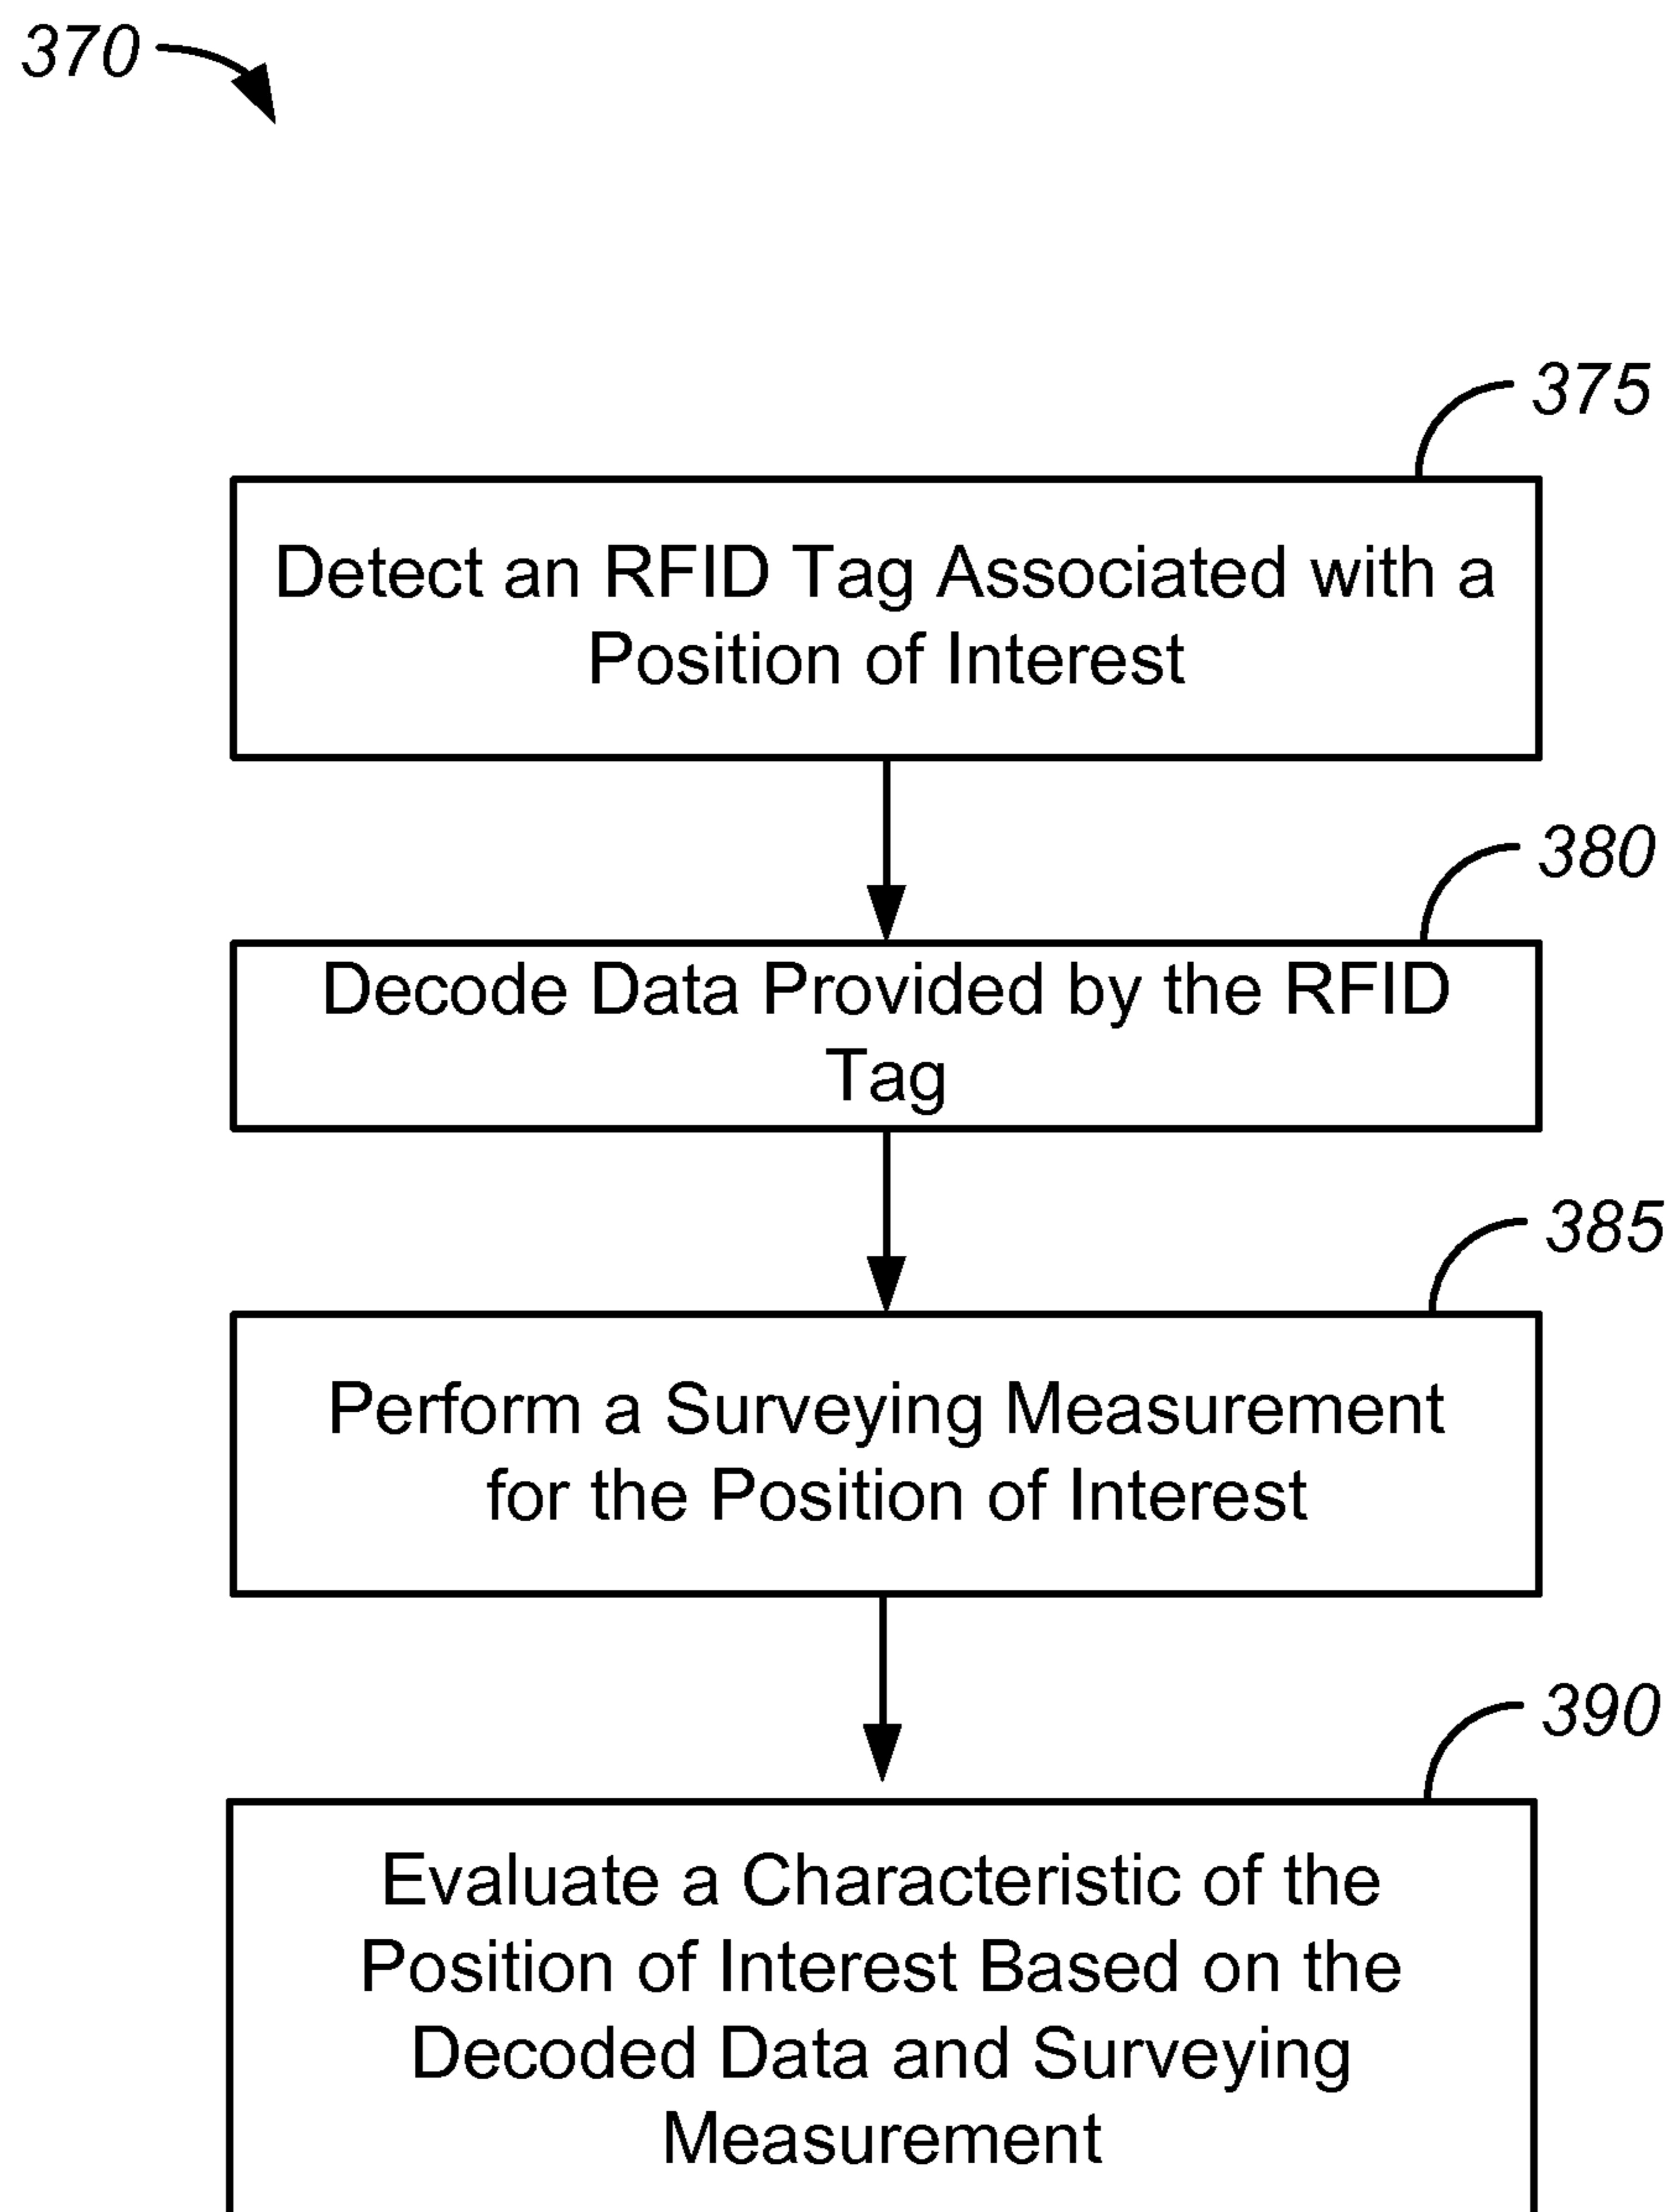 370
375
Detect an RFID Tag Associated with a
Position of Interest
380
Decode Data Provided by the RFID
Tag
385
Perform a Surveying Measurement
for the Position of Interest
390
Evaluate a Characteristic of the
Position of Interest Based on the
Decoded Data and Surveying
Measurement